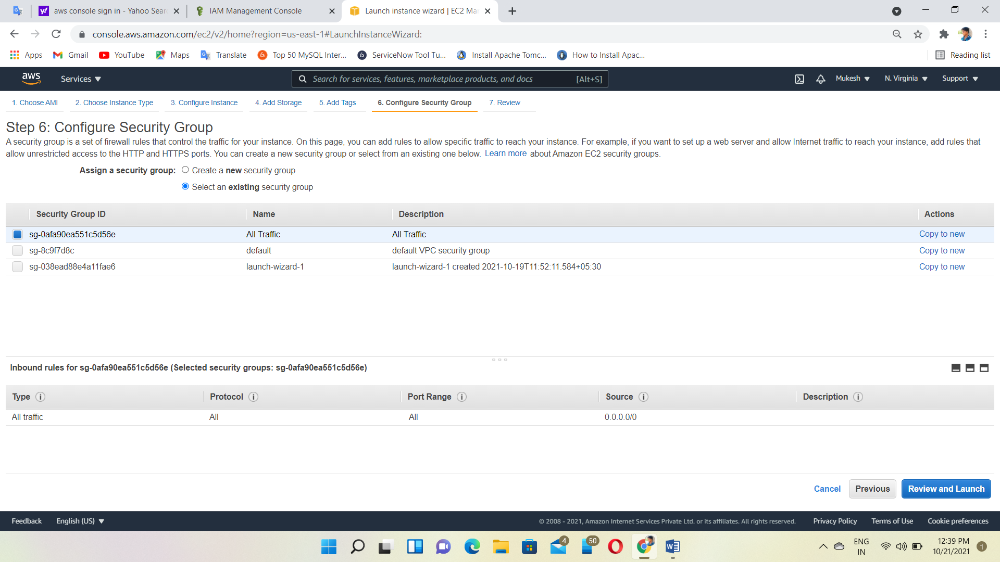 aws console sign in - Yahoo Sear
IAM Management Console
Launch instance wizard | EC2 Ma
console.aws.amazon.com/ec2/v2/home?region=us-east-1#LaunchInstanceWizard:
Apps Gmail YouTube Maps Translate Top 50 MySQL Inter... ServiceNow Tool Tu... Install Apache Tomc... How to Install Apac... Reading list
aws Services Search for services, features, marketplace products, and docs [Alt+S] Mukesh N. Virginia Support
1. Choose AMI 2. Choose Instance Type 3. Configure Instance 4. Add Storage 5. Add Tags 6. Configure Security Group 7. Review
Step 6: Configure Security Group
A security group is a set of firewall rules that control the traffic for your instance. On this page, you can add rules to allow specific traffic to reach your instance. For example, if you want to set up a web server and allow Internet traffic to reach your instance, add rules that
allow unrestricted access to the HTTP and HTTPS ports. You can create a new security group or select from an existing one below. Learn more about Amazon EC2 security groups.
Assign a security group: Create a new security group
Select an existing security group
Security Group ID Name Description Actions
sg-0afa90ea551c5d56e All Traffic All Traffic Copy to new
sg-8c9f7d8c default default VPC security group Copy to new
sg-038ead88e4a11fae6 launch-wizard-1 launch-wizard-1 created 2021-10-19T11:52:11.584+05:30 Copy to new
Inbound rules for sg-0afa90ea551c5d56e (Selected security groups: sg-0afa90ea551c5d56e)
Type i Protocol i Port Range i Source i Description i
All traffic All All 0.0.0.0/0
Cancel Previous Review and Launch
Feedback English (US) © 2008 - 2021, Amazon Internet Services Private Ltd. or its affiliates. All rights reserved. Privacy Policy Terms of Use Cookie preferences
4 50 ENG 12:39 PM
IN 10/21/2021 1